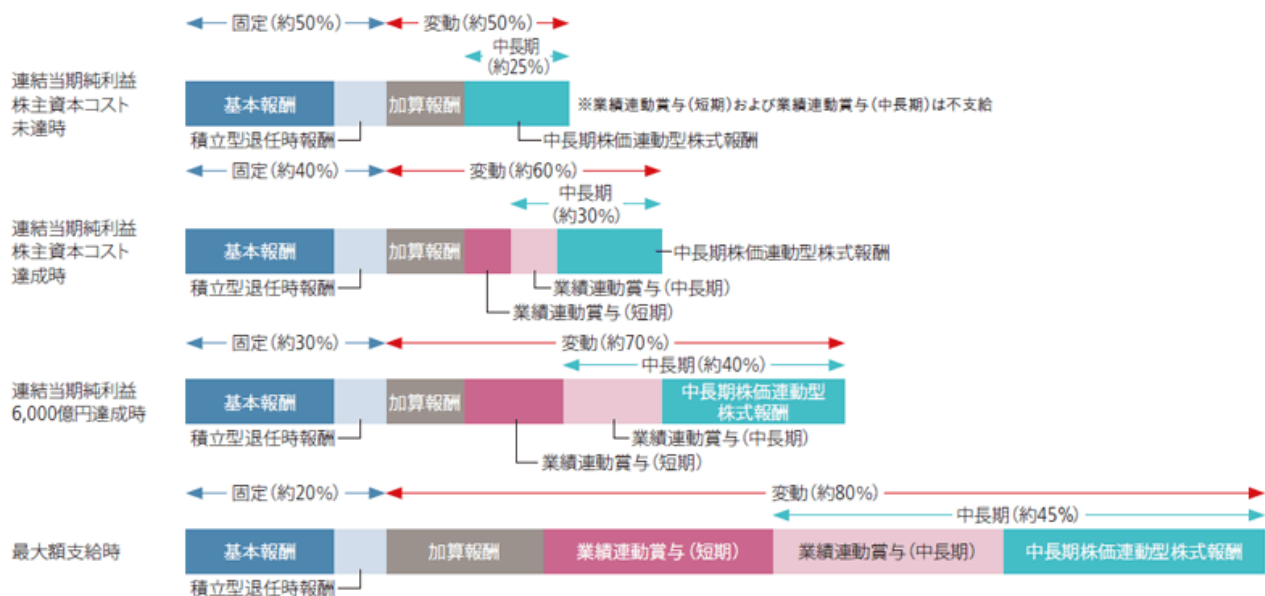 固定(約50%)
変動(約50%)
中長期
(約25%)
連結当期純利益
株主資本コスト
未達時
基本報酬
加算報酬
※業績連動賞与(短期)および業績連動賞与(中長期)は不支給
積立型退任時報酬
中長期株価連動型株式報酬
固定(約40%)
変動(約60%)
中長期
(約30%)
連結当期純利益
株主資本コスト
達成時
基本報酬
加算報酬
中長期株価連動型株式報酬
積立型退任時報酬
業績連動賞与(中長期)
業績連動賞与(短期)
固定(約30%)
変動(約70%)
中長期(約40%)
連結当期純利益
6,000億円達成時
基本報酬
加算報酬
中長期株価連動型
株式報酬
積立型退任時報酬
業績連動賞与(中長期)
業績連動賞与(短期)
固定(約20%)
変動(約80%)
中長期(約45%)
最大額支給時
基本報酬
加算報酬
業績連動賞与(短期)
業績連動賞与(中長期)
中長期株価連動型株式報酬
積立型退任時報酬